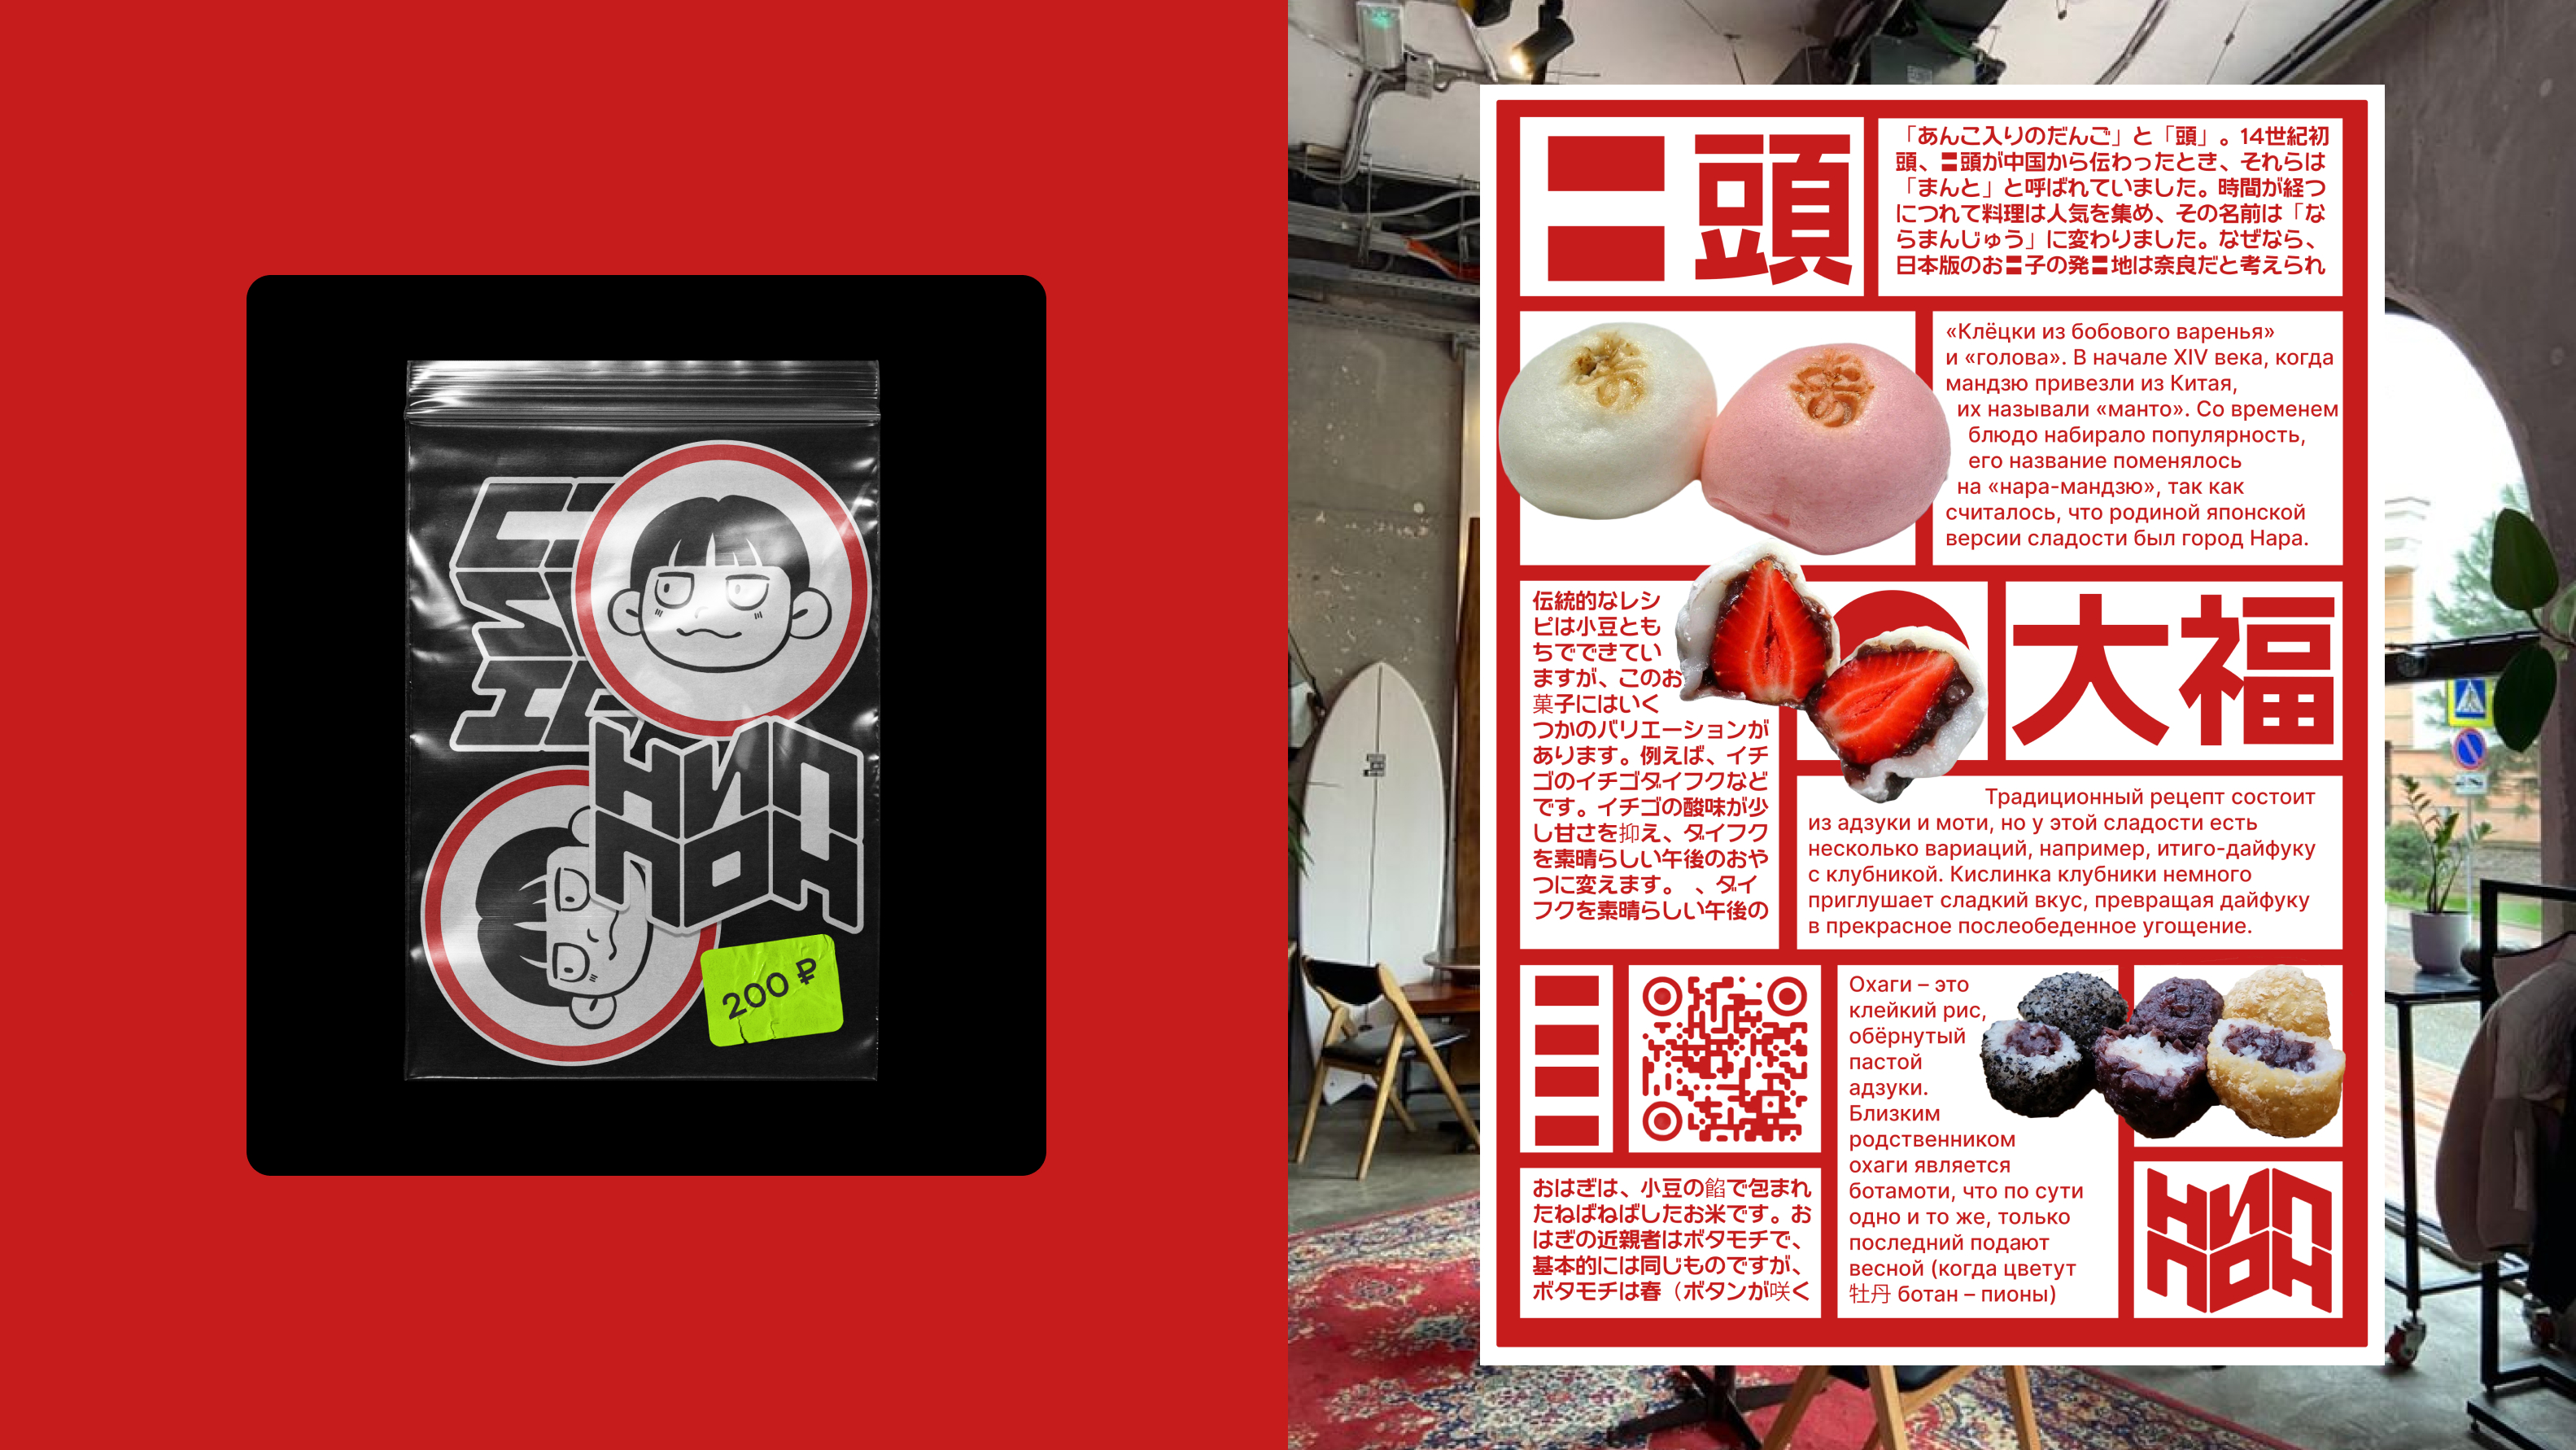 НИП
ПОН
200 ₽
〓頭
「あんこ入りのだんご」と「頭」。14世紀初
頭、〓頭が中国から伝わったとき、それらは
「まんと」と呼ばれていました。時間が経つ
につれて料理は人気を集め、その名前は「な
らまんじゅう」に変わりました。なぜなら、
日本版のお〓子の発〓地は奈良だと考えられ
«Клёцки из бобового варенья»
и «голова». В начале XIV века, когда
мандзю привезли из Китая,
их называли «манто». Со временем
блюдо набирало популярность,
его название поменялось
на «нара-мандзю», так как
считалось, что родиной японской
версии сладости был город Нара.
伝統的なレシ
ピは小豆とも
ちでできてい
ますが、このお
菓子にはいく
つかのバリエーションが
あります。例えば、イチ
ゴのイチゴダイフクなど
です。イチゴの酸味が少
し甘さを抑え、ダイフク
を素晴らしい午後のおや
つに変えます。 、ダイ
フクを素晴らしい午後の
大福
Традиционный рецепт состоит
из адзуки и моти, но у этой сладости есть
несколько вариаций, например, итиго-дайфуку
с клубникой. Кислинка клубники немного
приглушает сладкий вкус, превращая дайфуку
в прекрасное послеобеденное угощение.
〓
〓
Охаги – это
клейкий рис,
обёрнутый
пастой
адзуки.
Близким
родственником
охаги является
ботамоти, что по сути
одно и то же, только
последний подают
весной (когда цветут
牡丹 ботан – пионы)
おはぎは、小豆の餡で包まれ
たねばねばしたお米です。お
はぎの近親者はボタモチで、
基本的には同じものですが、
ボタモチは春（ボタンが咲く
НИП
ПОН